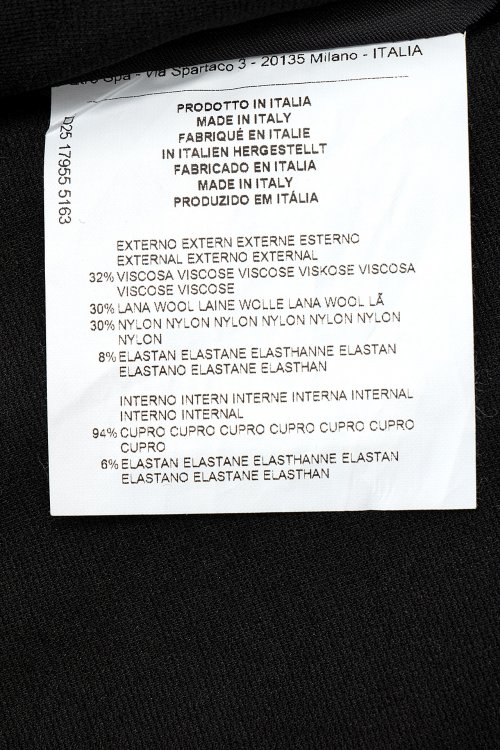 Spa - Via Spartaco 3 - 20135 Milano - ITALIA
D25 17955 5163
PRODOTTO IN ITALIA
MADE IN ITALY
FABRIQUÉ EN ITALIE
IN ITALIEN HERGESTELLT
FABRICADO EN ITALIA
MADE IN ITALY
PRODUZIDO EM ITÁLIA
EXTERNO EXTERN EXTERNE ESTERNO
EXTERNAL EXTERNO EXTERNAL
32% VISCOSA VISCOSE VISCOSE VISKOSE VISCOSA
VISCOSE VISCOSE
30% LANA WOOL LAINE WOLLE LANA WOOL LÃ
30% NYLON NYLON NYLON NYLON NYLON NYLON
NYLON
8% ELASTAN ELASTANE ELASTHANNE ELASTAN
ELASTANO ELASTANE ELASTHAN
INTERNO INTERN INTERNE INTERNA INTERNAL
INTERNO INTERNAL
94% CUPRO CUPRO CUPRO CUPRO CUPRO CUPRO
CUPRO
6% ELASTAN ELASTANE ELASTHANNE ELASTAN
ELASTANO ELASTANE ELASTHAN